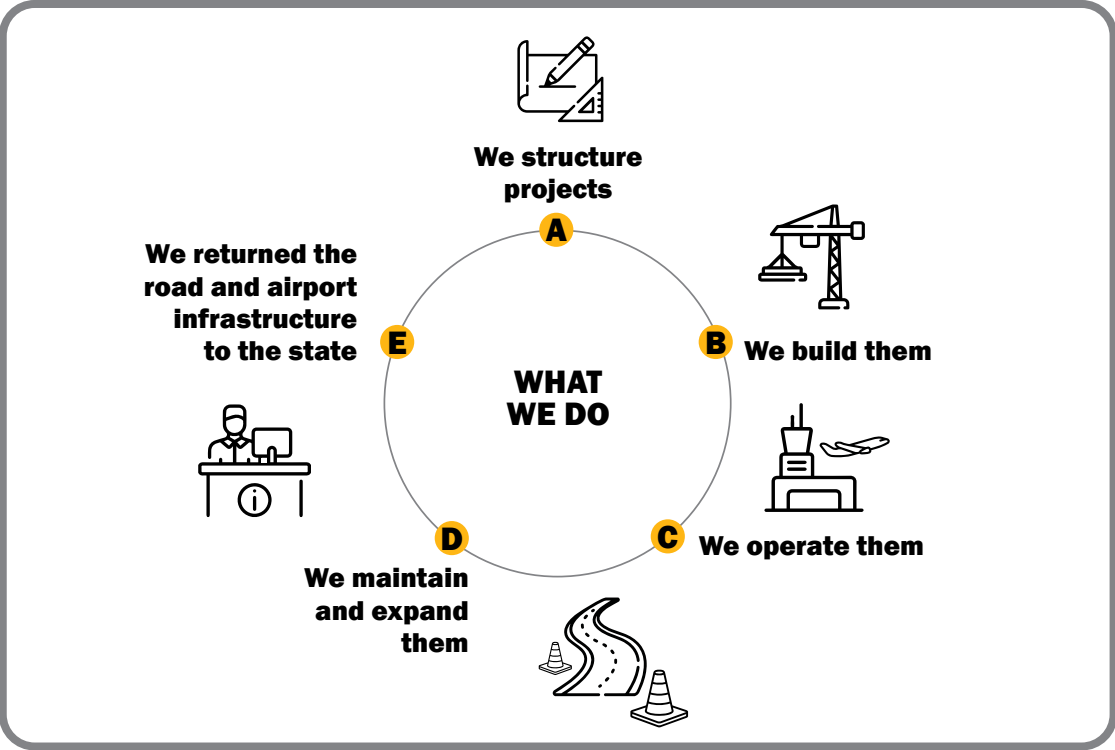 We structure
projects
A
B
We build them
C
We operate them
D
We maintain
and expand
them
E
We returned the
road and airport
infrastructure
to the state
WHAT
WE DO
i